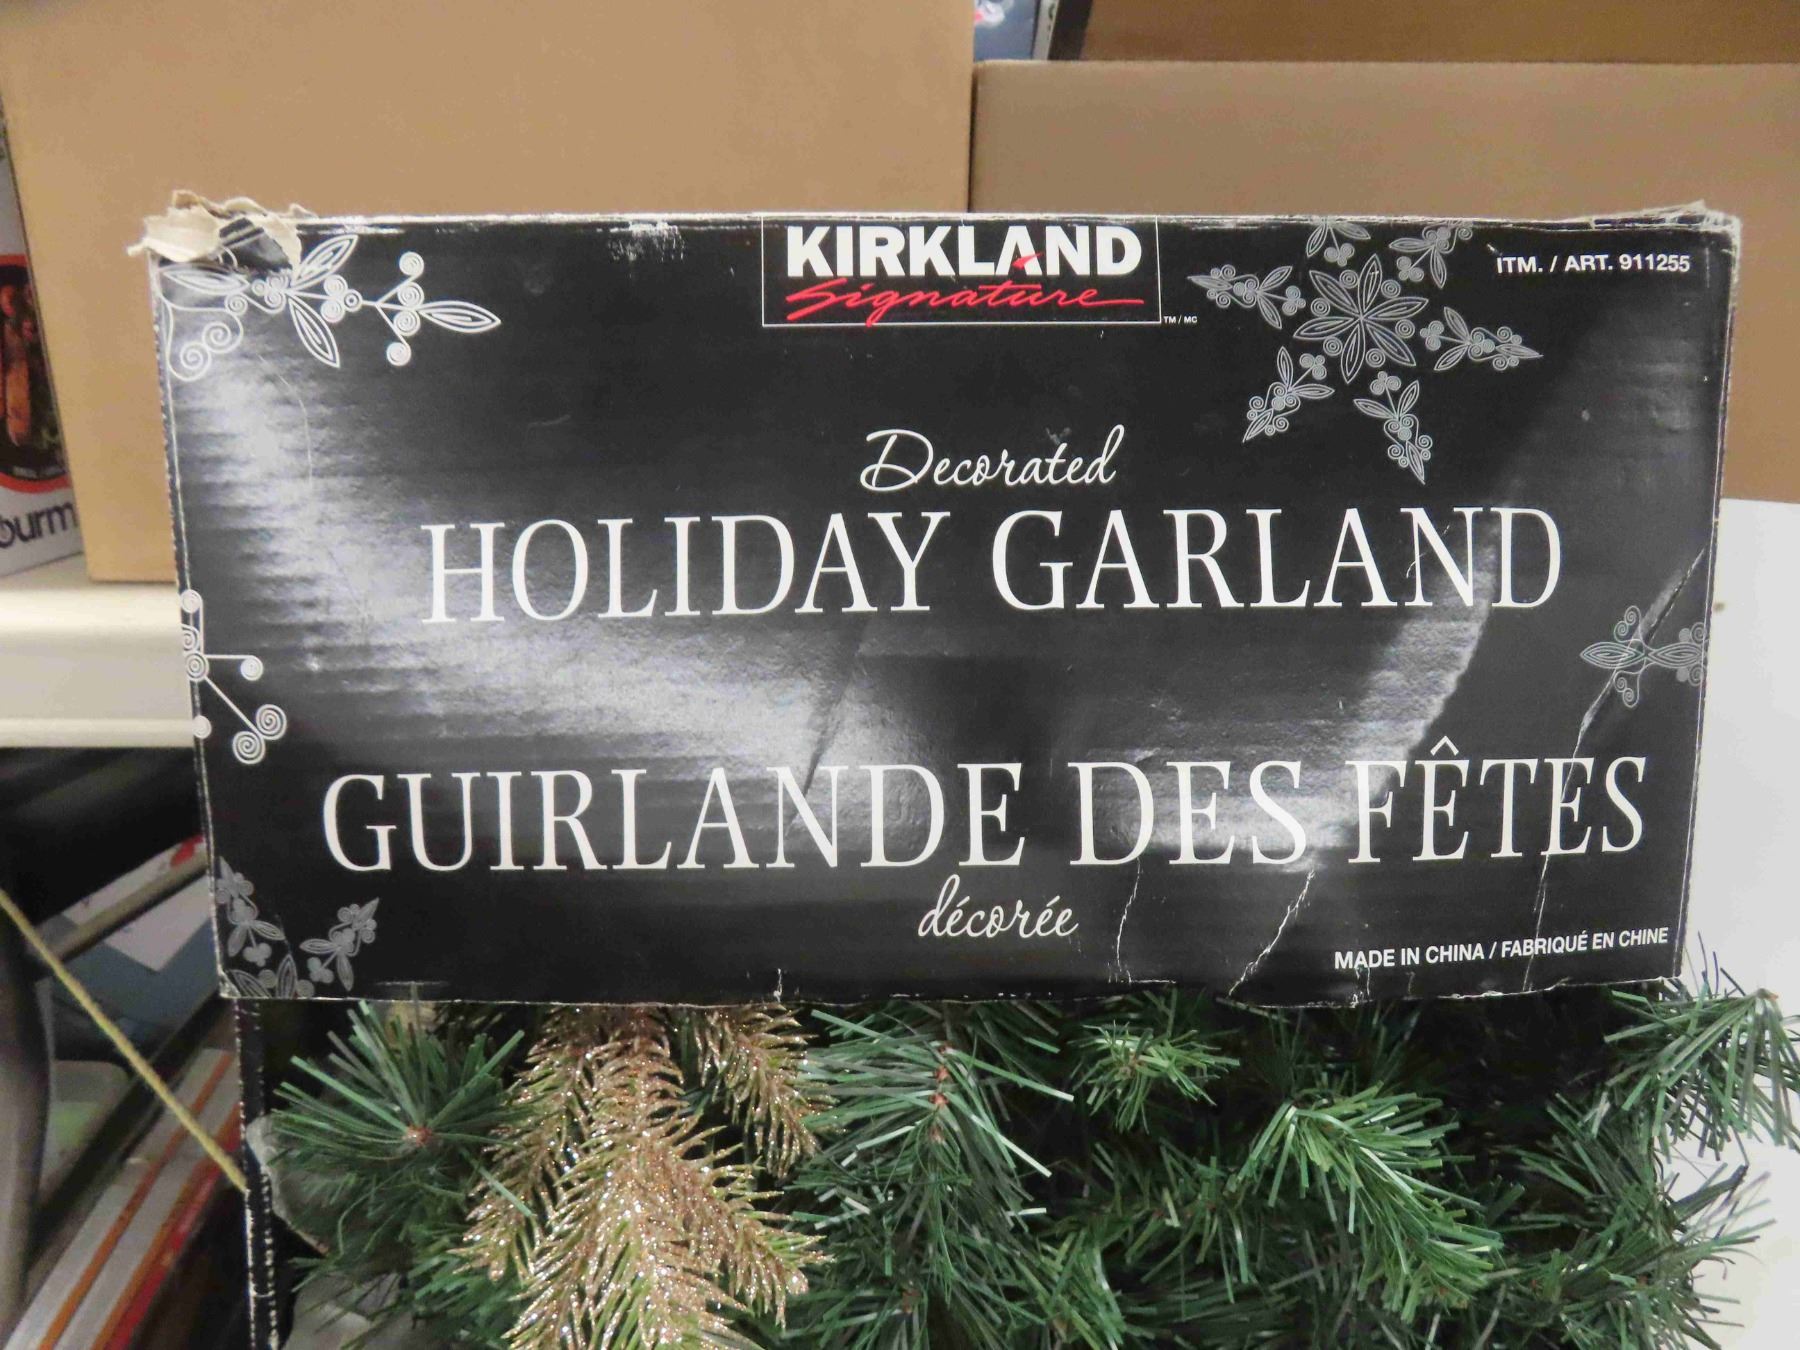 KIRKLAND
Signature
TM / MC
ITM. / ART. 911255
Decorated
HOLIDAY GARLAND
GUIRLANDE DES FÊTES
décorée
MADE IN CHINA / FABRIQUÉ EN CHINE
burm